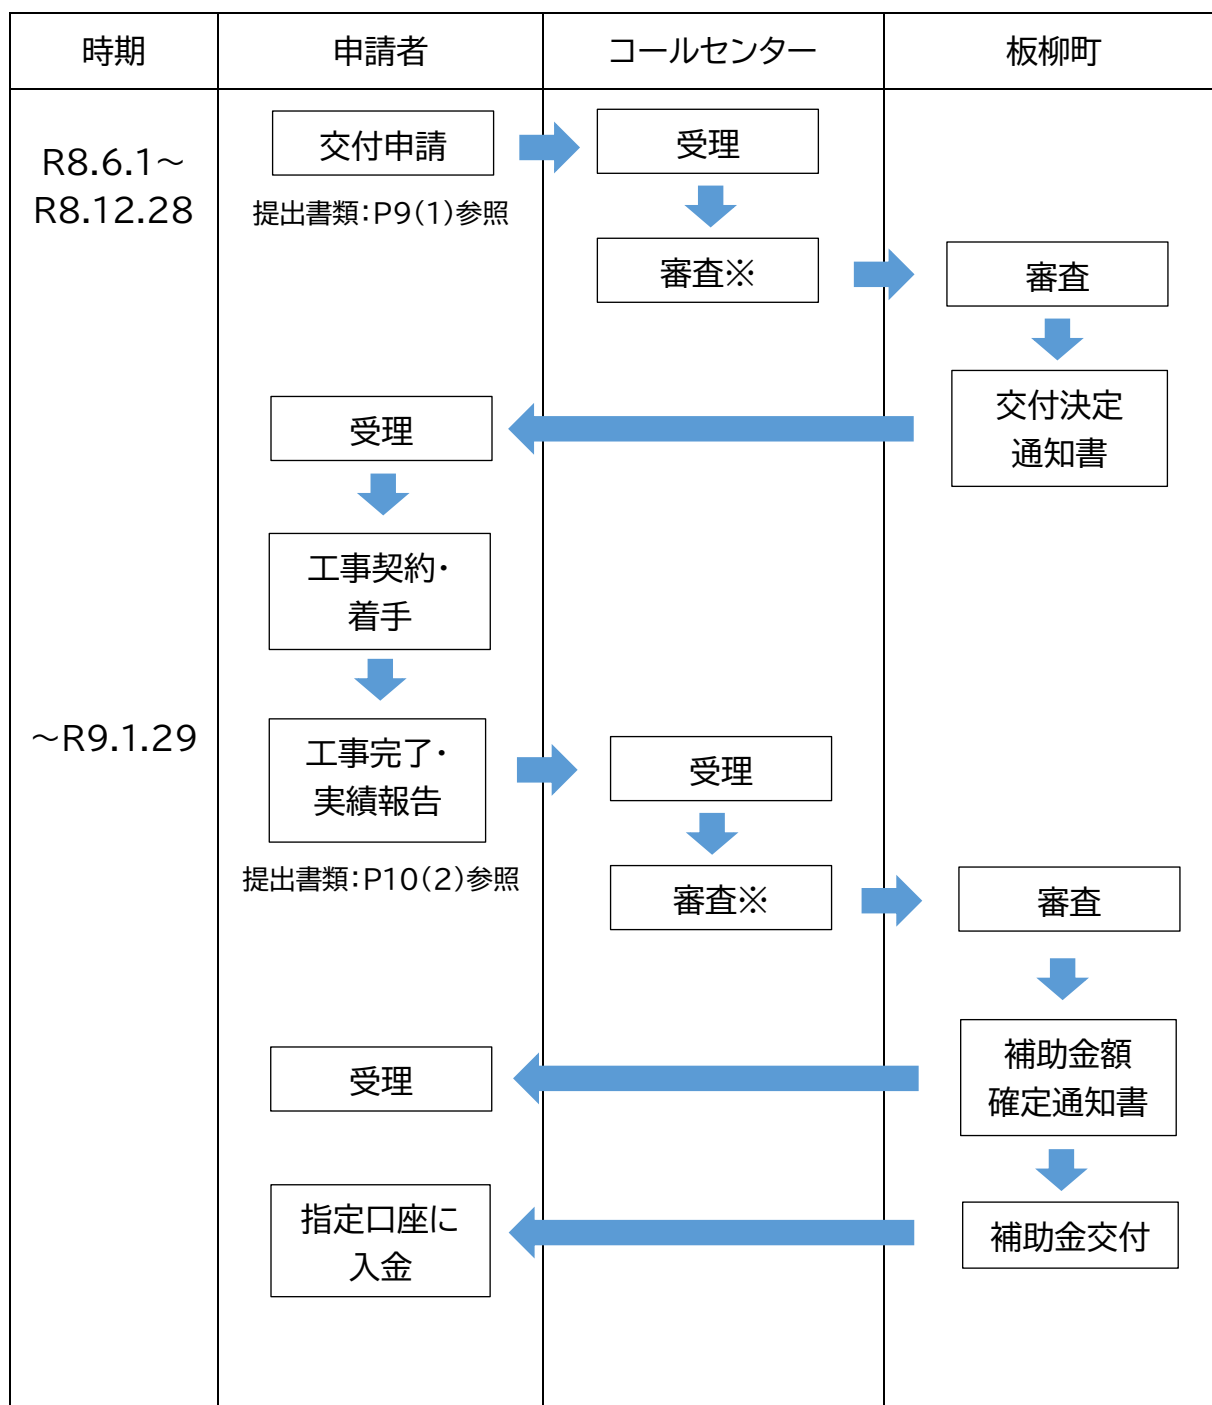 時期
申請者
コールセンター
板柳町
R8.6.1～
R8.12.28
交付申請
提出書類：P9(1)参照
受理
審査※
審査
交付決定
通知書
受理
工事契約・
着手
～R9.1.29
工事完了・
実績報告
提出書類：P10(2)参照
受理
審査※
審査
補助金額
確定通知書
受理
補助金交付
指定口座に
入金